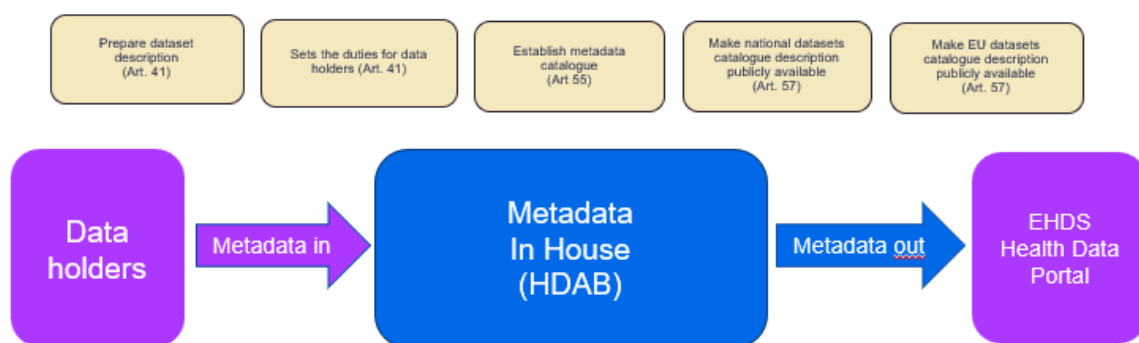 Prepare dataset
description
(Art. 41)
Sets the duties for data
holders (Art. 41)
Establish metadata
catalogue
(Art 55)
Make national datasets
catalogue description
publicly available
(Art. 57)
Make EU datasets
catalogue description
publicly available
(Art. 57)
Data
holders
Metadata in
Metadata
In House
(HDAB)
Metadata out
EHDS
Health Data
Portal